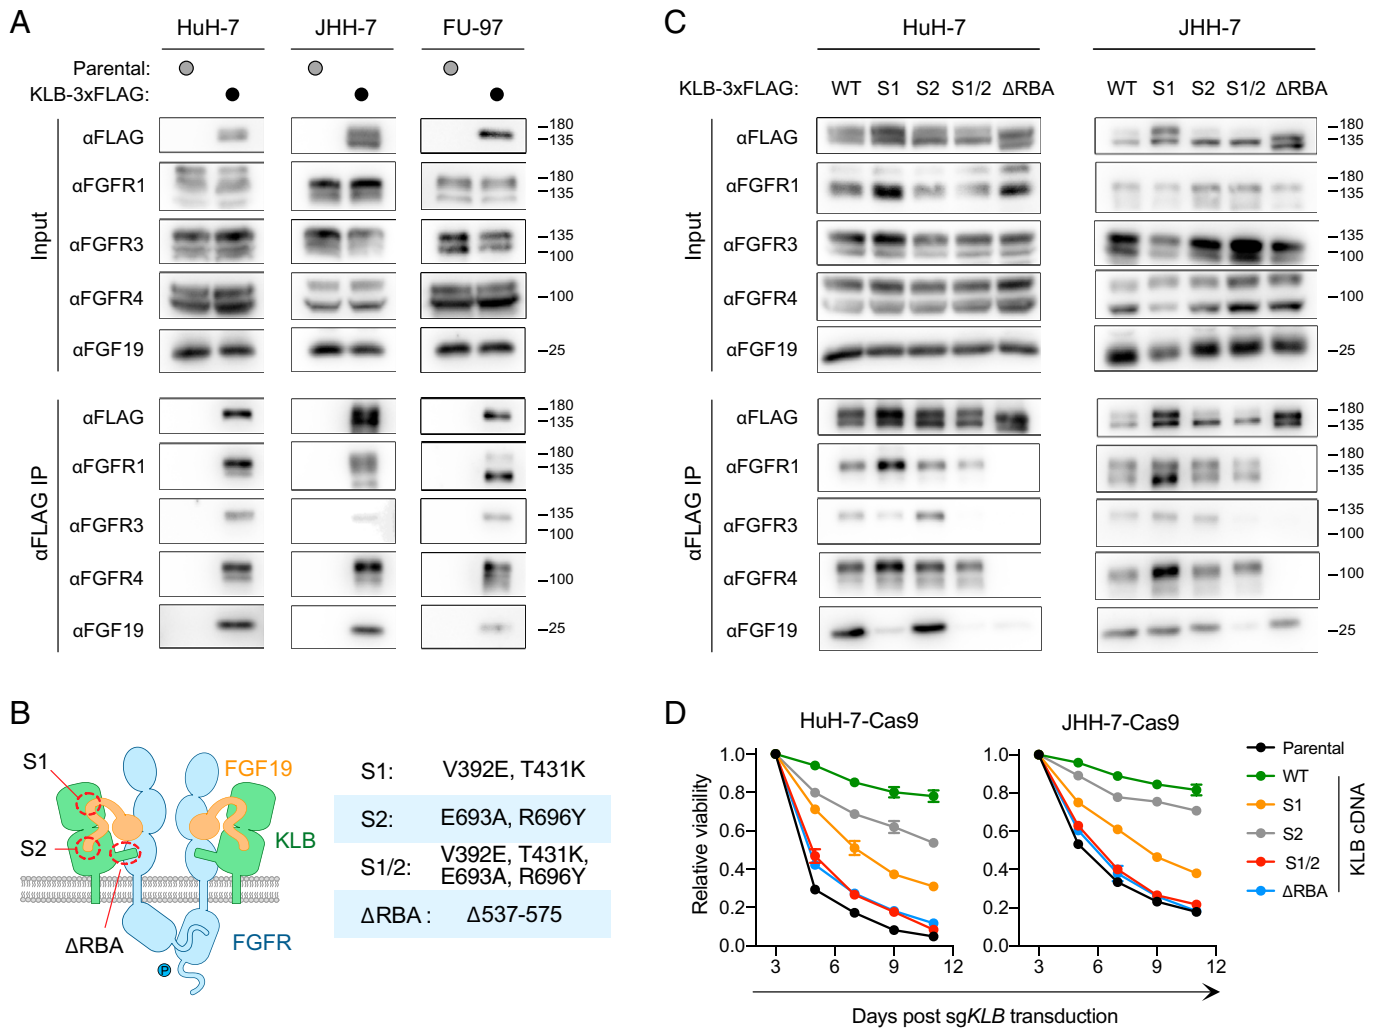 A
HuH-7 JHH-7 FU-97
Parental:
KLB-3xFLAG:
Input
αFLAG
–180
–135
αFGFR1
–180
–135
αFGFR3
–135
–100
αFGFR4
–100
αFGF19
–25
αFLAG IP
αFLAG
–180
–135
αFGFR1
–180
–135
αFGFR3
–135
–100
αFGFR4
–100
αFGF19
–25
C
HuH-7 JHH-7
KLB-3xFLAG: WT S1 S2 S1/2 ΔRBA WT S1 S2 S1/2 ΔRBA
Input
αFLAG
–180
–135
αFGFR1
–180
–135
αFGFR3
–135
–100
αFGFR4
–100
αFGF19
–25
αFLAG IP
αFLAG
–180
–135
αFGFR1
–180
–135
αFGFR3
–135
–100
αFGFR4
–100
αFGF19
–25
B
S1
S2
ΔRBA
FGF19
KLB
FGFR
P
S1: V392E, T431K
S2: E693A, R696Y
S1/2: V392E, T431K,
E693A, R696Y
ΔRBA : Δ537-575
D
HuH-7-Cas9 JHH-7-Cas9
Relative viability
1.0
0.8
0.6
0.4
0.2
0.0
3 6 9 12
1.0
0.8
0.6
0.4
0.2
0.0
3 6 9 12
Days post sgKLB transduction
Parental
WT
S1
S2
S1/2
ΔRBA
KLB cDNA